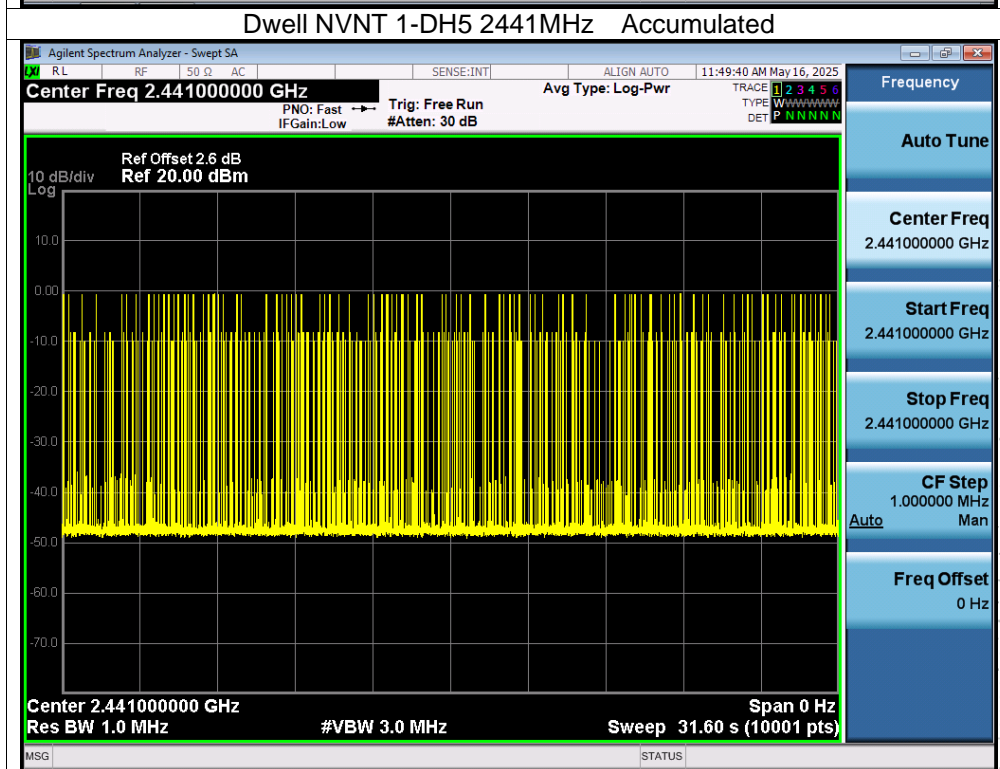 Dwell NVNT 1-DH5 2441MHz Accumulated
Agilent Spectrum Analyzer - Swept SA
LXI RL RF 50 Ω AC SENSE:INT ALIGN AUTO 11:49:40 AM May 16, 2025
Center Freq 2.441000000 GHz
PNO: Fast
IFGain:Low
Trig: Free Run
#Atten: 30 dB
Avg Type: Log-Pwr
TRACE 1 2 3 4 5 6
TYPE WWWWWWW
DET P N N N N N
Frequency
Auto Tune
Center Freq
2.441000000 GHz
Start Freq
2.441000000 GHz
Stop Freq
2.441000000 GHz
CF Step
1.000000 MHz
Auto Man
Freq Offset
0 Hz
Ref Offset 2.6 dB
10 dB/div Ref 20.00 dBm
Log
10.0
0.00
-10.0
-20.0
-30.0
-40.0
-50.0
-60.0
-70.0
Center 2.441000000 GHz Span 0 Hz
Res BW 1.0 MHz #VBW 3.0 MHz Sweep 31.60 s (10001 pts)
MSG STATUS